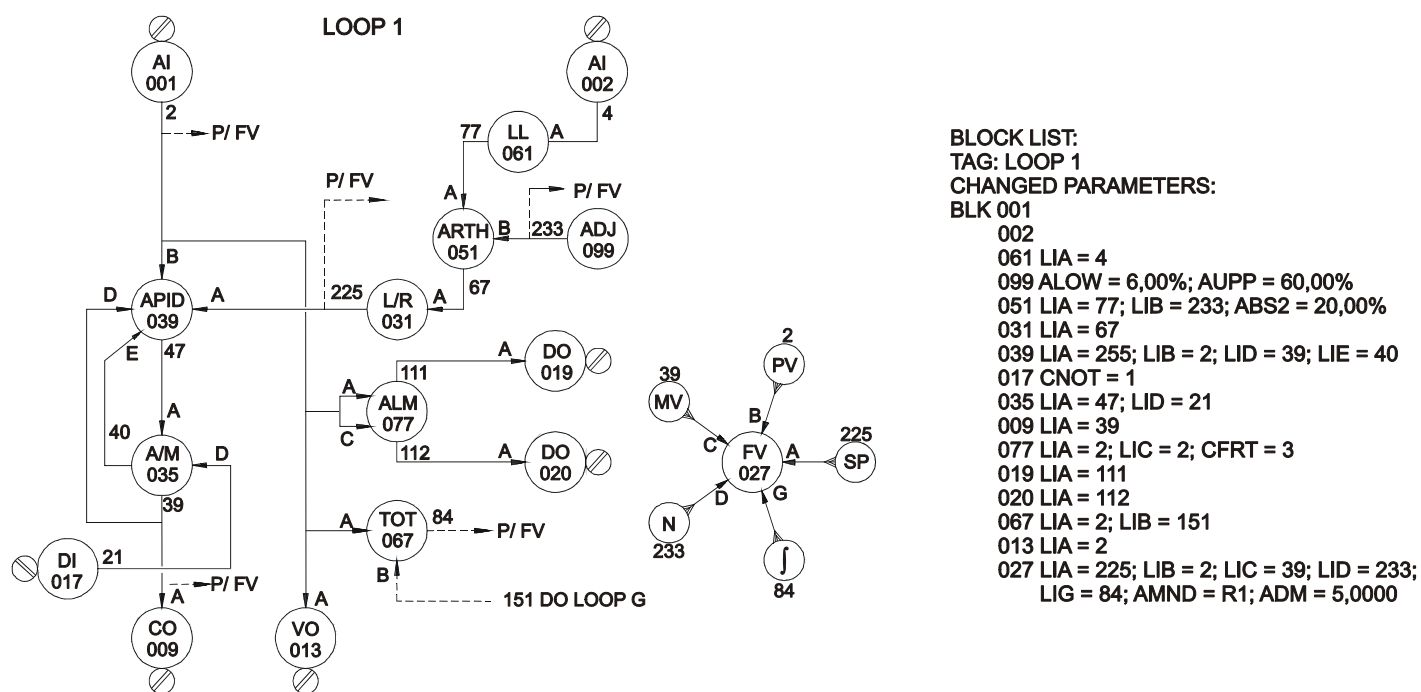 LOOP 1
AI
001
AI
002
2
4
P/ FV
77
LL
061
A
P/ FV
A
P/ FV
ARTH
051
B
233
ADJ
099
B
67
D
APID
039
A
225
L/R
031
A
E
47
A
DO
019
111
A
ALM
077
C
112
A
DO
020
A
40
A/M
035
D
39
TOT
067
A
84
P/ FV
B
DI
017
21
P/ FV
151 DO LOOP G
A
A
CO
009
VO
013
2
PV
39
MV
B
C
FV
027
A
225
SP
D
G
N
233
∫
84
BLOCK LIST:
TAG: LOOP 1
CHANGED PARAMETERS:
BLK 001
002
061 LIA = 4
099 ALOW = 6,00%; AUPP = 60,00%
051 LIA = 77; LIB = 233; ABS2 = 20,00%
031 LIA = 67
039 LIA = 255; LIB = 2; LID = 39; LIE = 40
017 CNOT = 1
035 LIA = 47; LID = 21
009 LIA = 39
077 LIA = 2; LIC = 2; CFRT = 3
019 LIA = 111
020 LIA = 112
067 LIA = 2; LIB = 151
013 LIA = 2
027 LIA = 225; LIB = 2; LIC = 39; LID = 233;
LIG = 84; AMND = R1; ADM = 5,0000